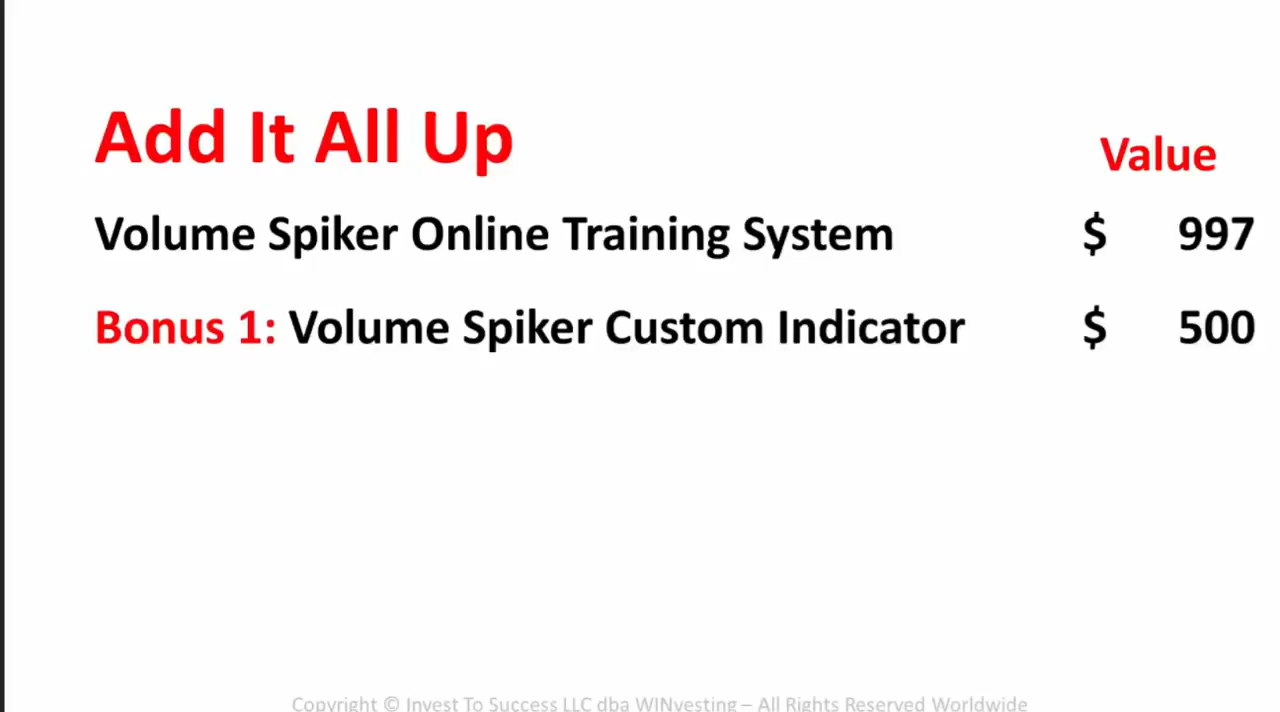 Add It All Up
Value
Volume Spiker Online Training System $ 997
Bonus 1: Volume Spiker Custom Indicator $ 500
Copyright © Invest To Success LLC dba WINvesting – All Rights Reserved Worldwide